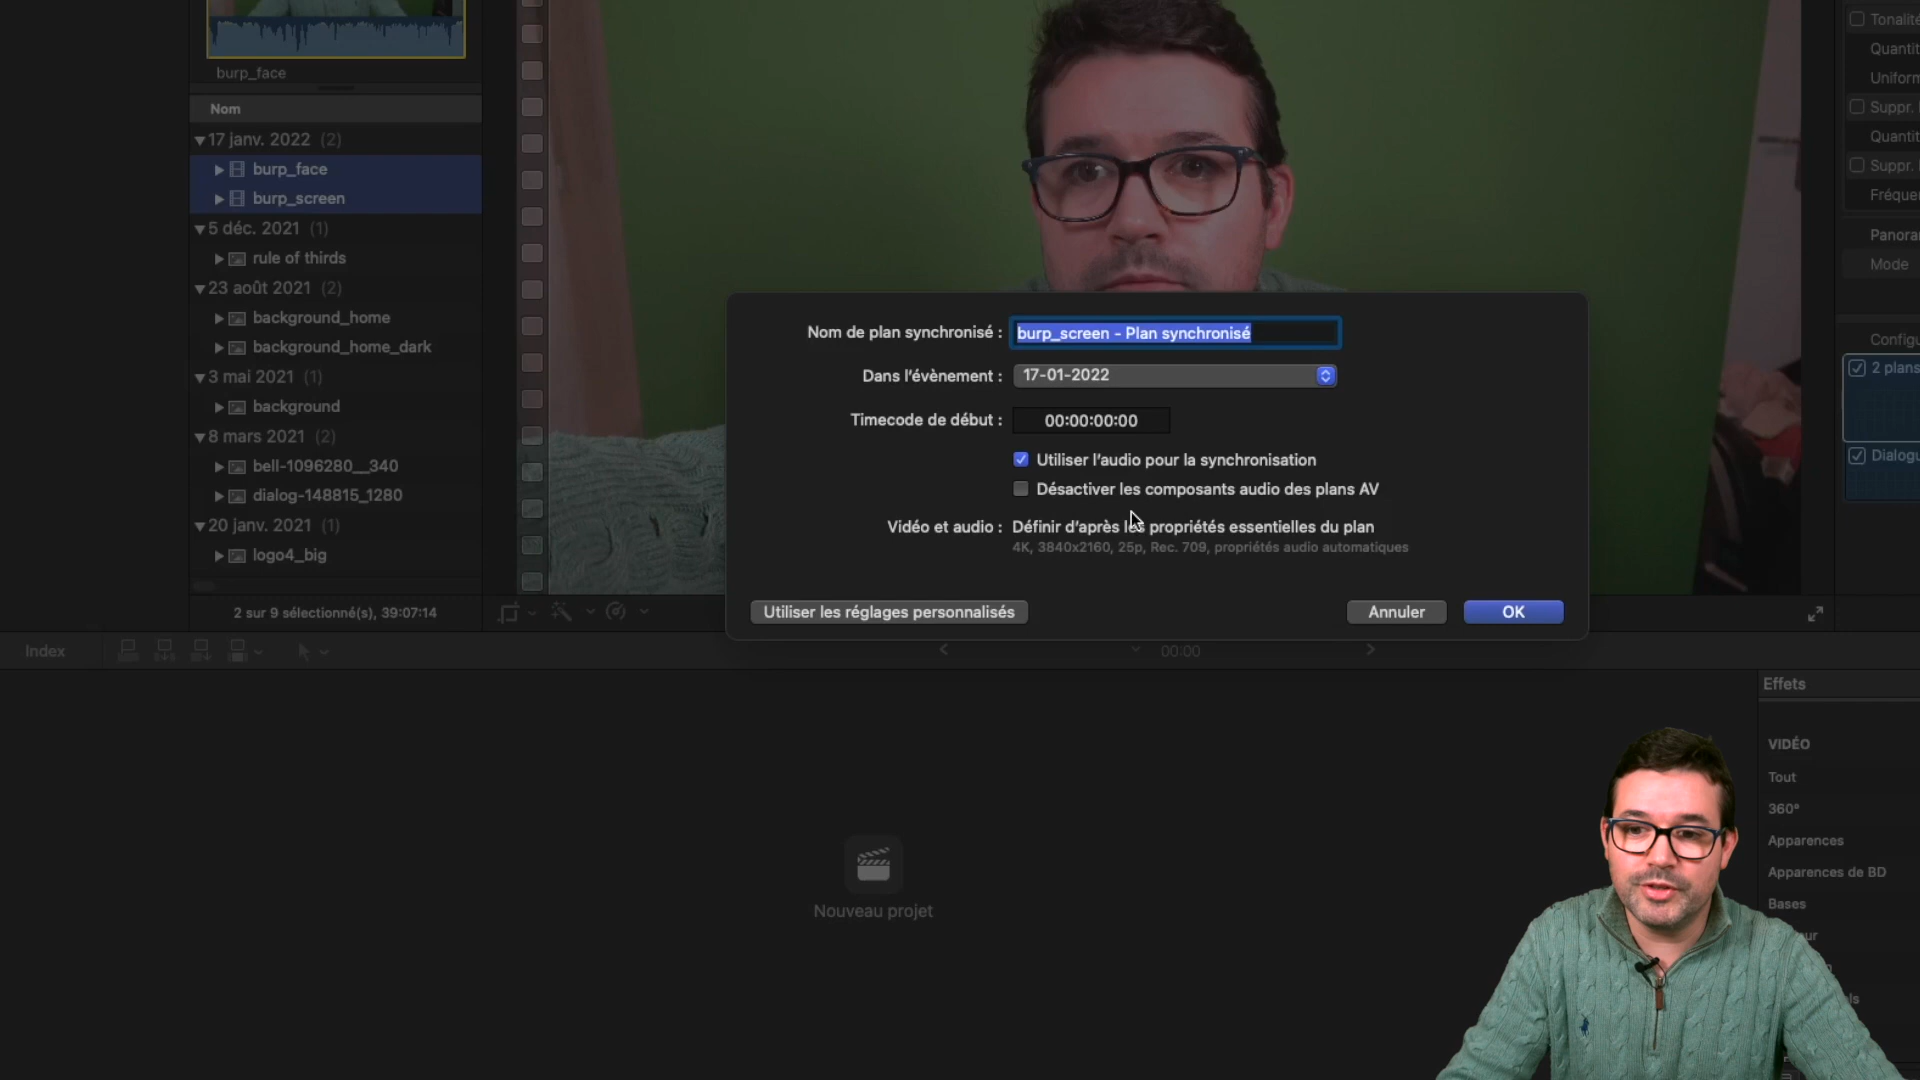 burp_face
Nom
17 janv. 2022 (2)
burp_face
burp_screen
5 déc. 2021 (1)
rule of thirds
23 août 2021 (2)
background_home
background_home_dark
3 mai 2021 (1)
background
8 mars 2021 (2)
bell-1096280__340
dialog-148815_1280
20 janv. 2021 (1)
logo4_big
2 sur 9 sélectionné(s), 39:07:14
Nom de plan synchronisé : burp_screen - Plan synchronisé
Dans l'évènement : 17-01-2022
Timecode de début : 00:00:00:00
Utiliser l'audio pour la synchronisation
Désactiver les composants audio des plans AV
Vidéo et audio : Définir d'après les propriétés essentielles du plan
4K, 3840x2160, 25p, Rec. 709, propriétés audio automatiques
Utiliser les réglages personnalisés
Annuler
OK
Tonalité
Quantit
Uniform
Suppr.
Quantit
Suppr.
Fréquen
Panora
Mode
Configu
2 plans
Dialogu
Index
00:00
Nouveau projet
Effets
VIDÉO
Tout
360°
Apparences
Apparences de BD
Bases